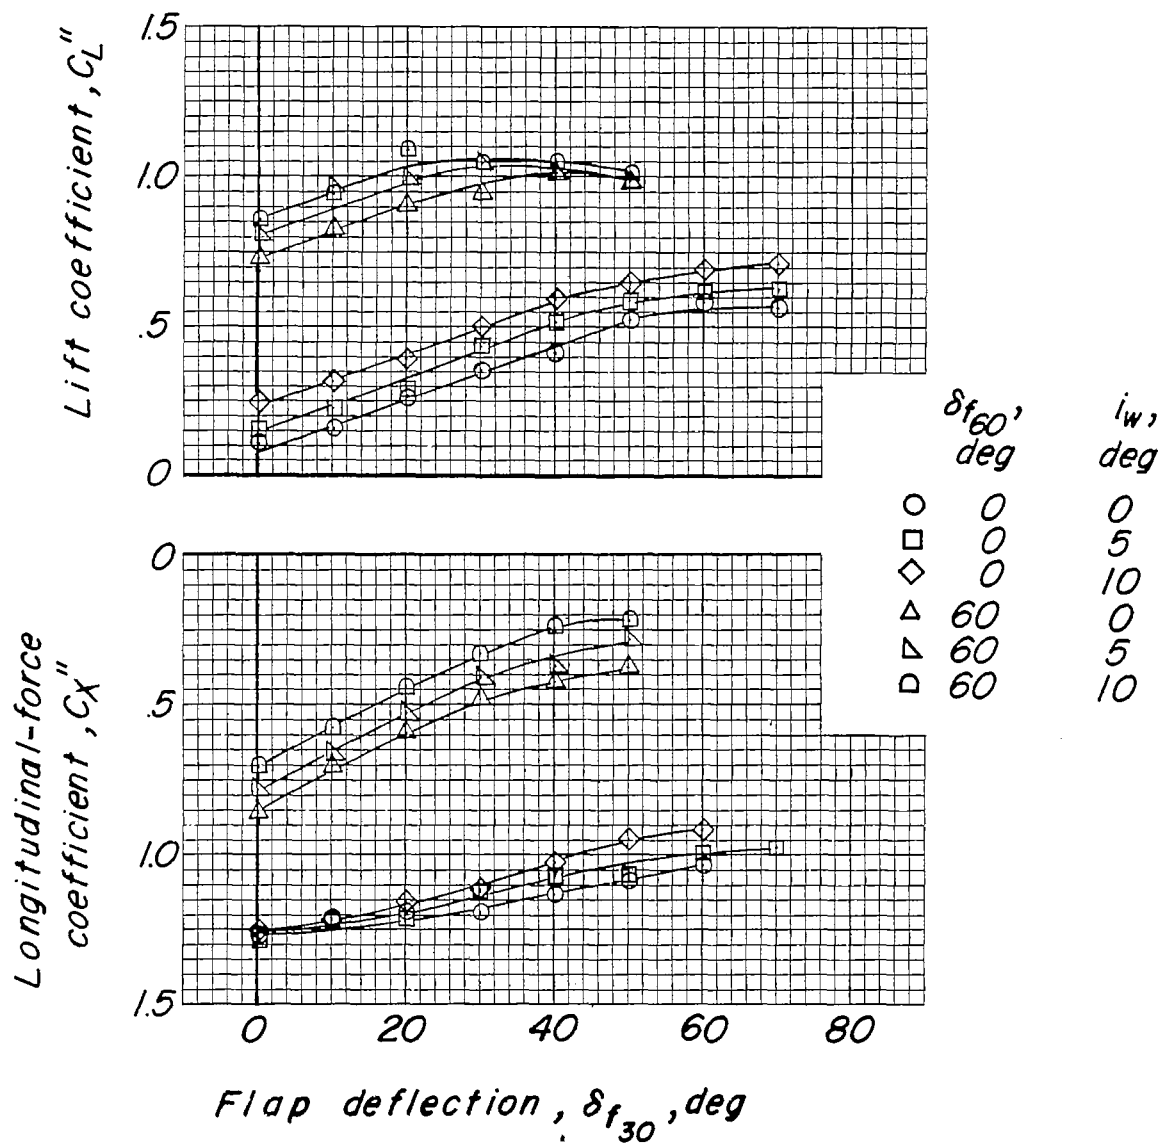 1.5
1.0
.5
0
Lift coefficient, C_L"
δf60, deg
i_w, deg
0 0
0 5
0 10
60 0
60 5
60 10
0
.5
1.0
1.5
Longitudinal-force
coefficient, C_X"
0 20 40 60 80
Flap deflection, δf30, deg